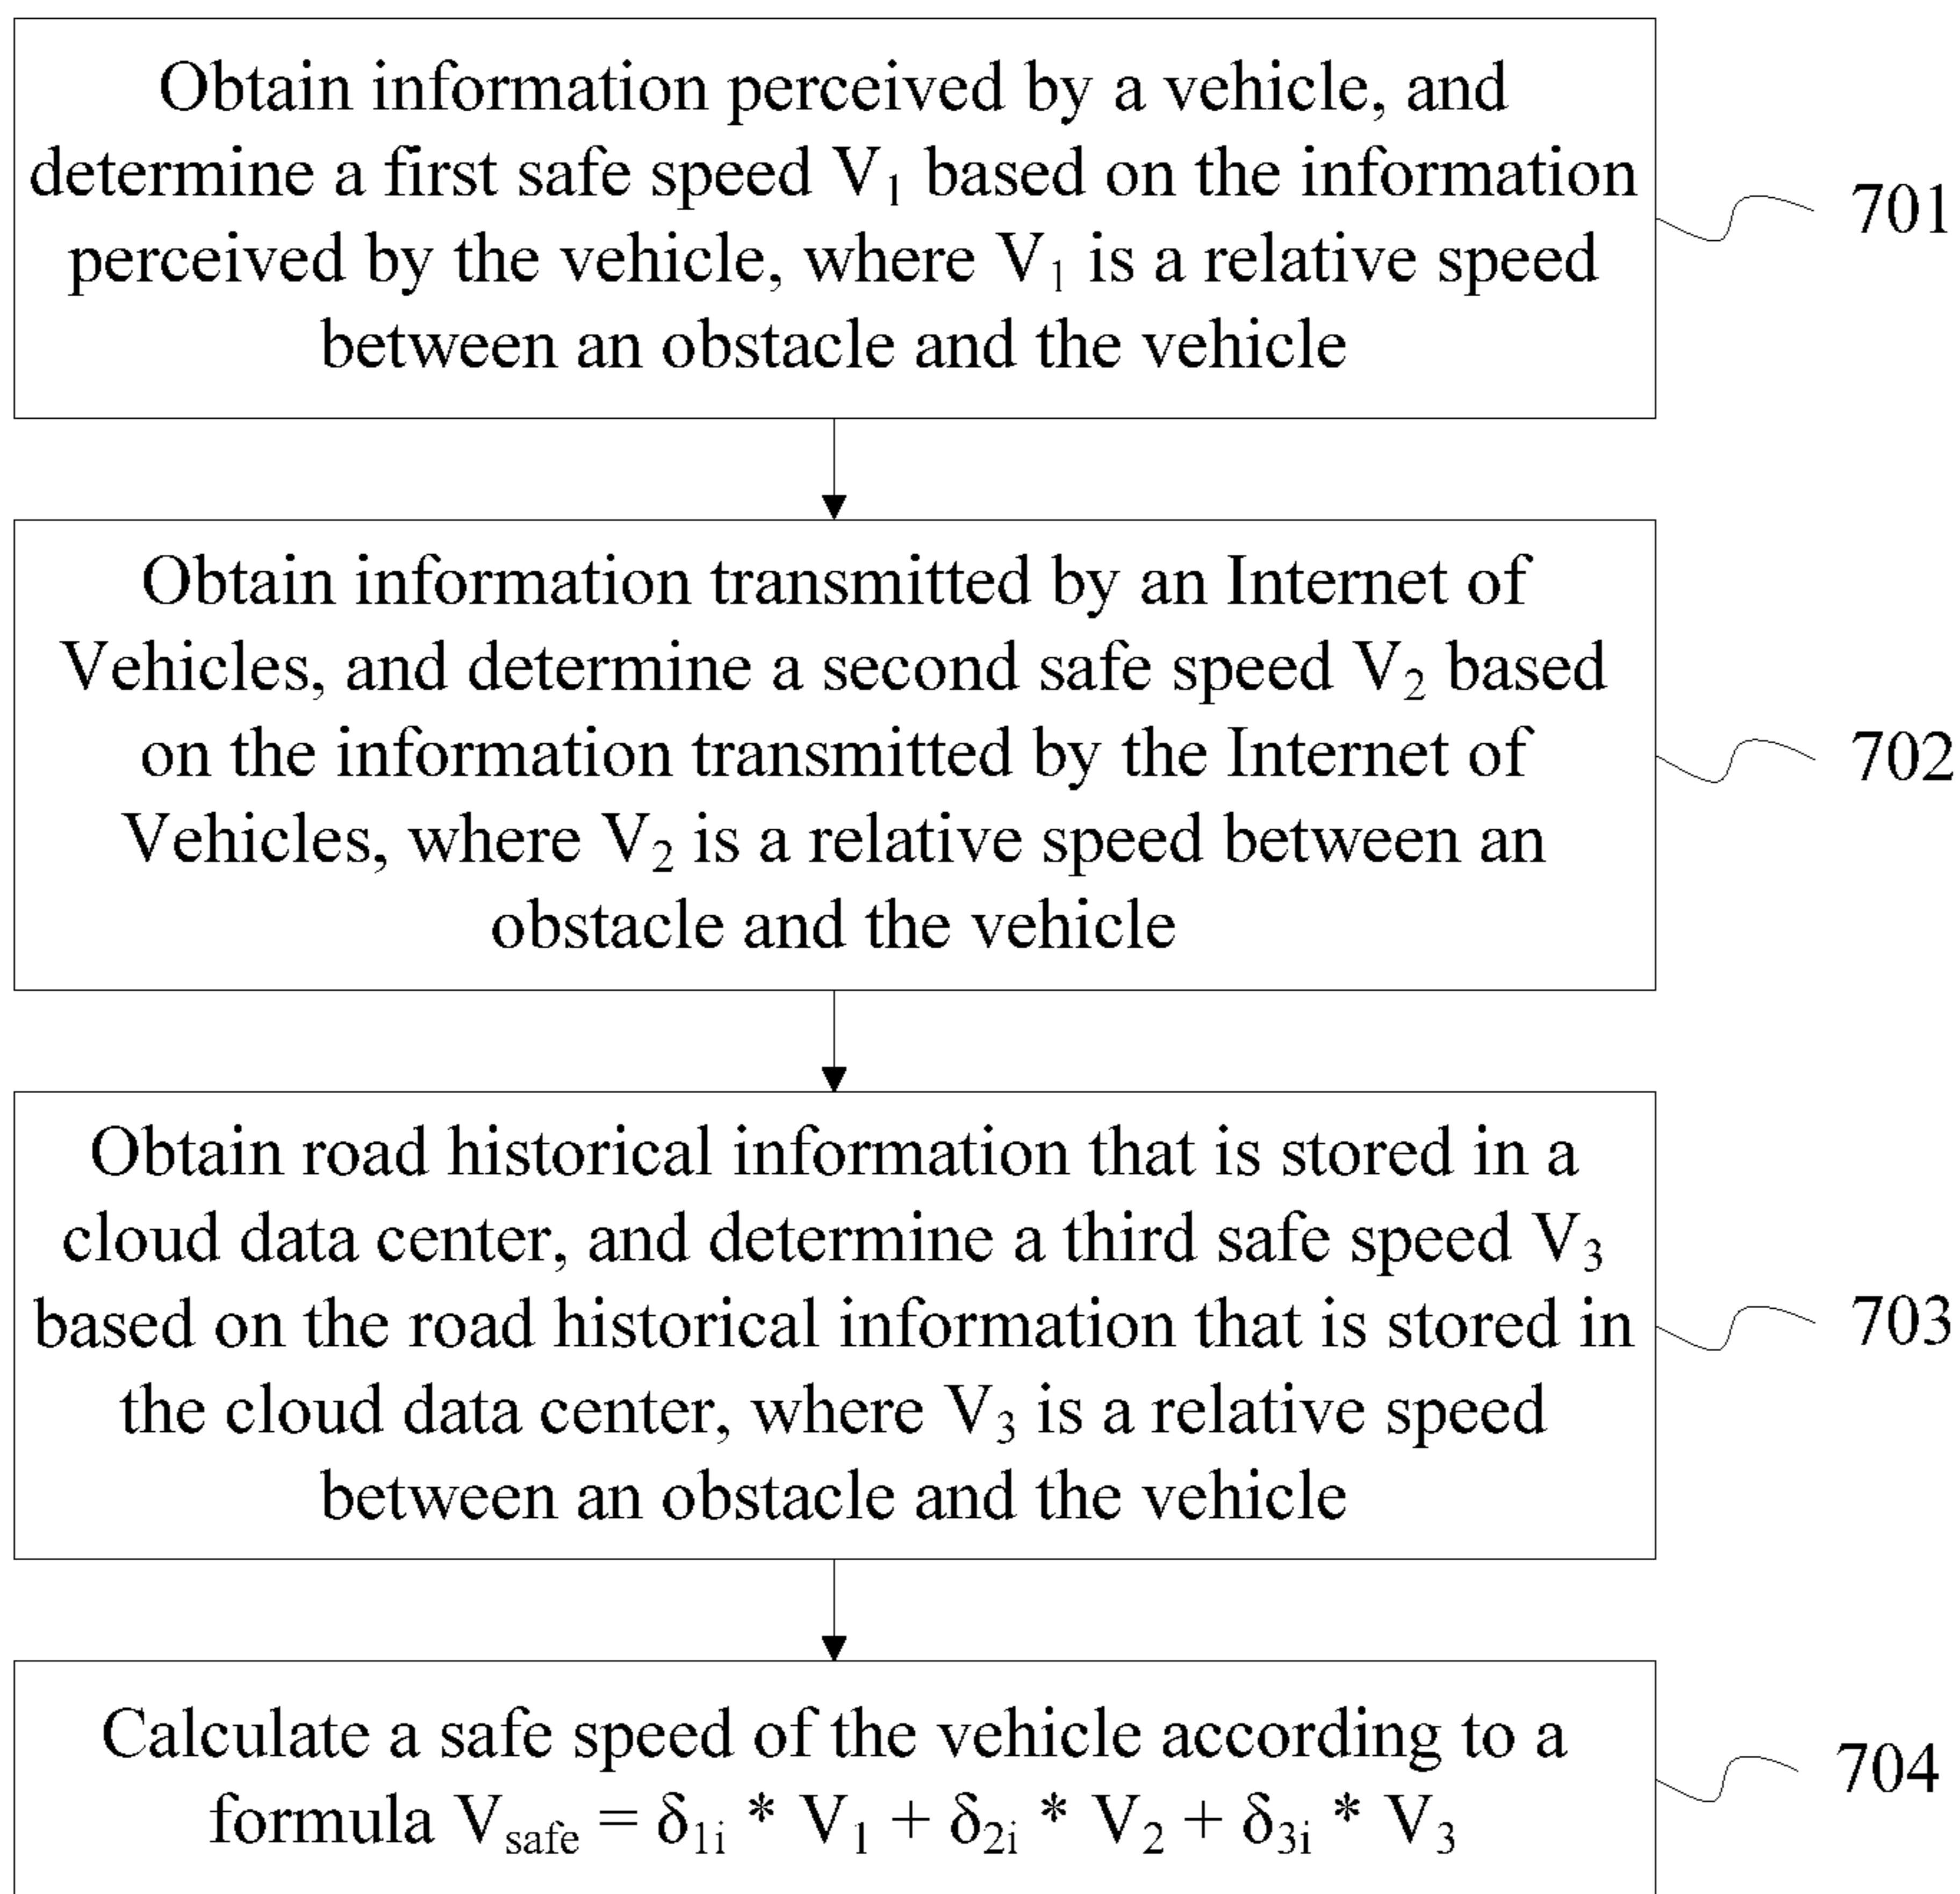 Obtain information perceived by a vehicle, and
determine a first safe speed V₁ based on the information
perceived by the vehicle, where V₁ is a relative speed
between an obstacle and the vehicle
701
Obtain information transmitted by an Internet of
Vehicles, and determine a second safe speed V₂ based
on the information transmitted by the Internet of
Vehicles, where V₂ is a relative speed between an
obstacle and the vehicle
702
Obtain road historical information that is stored in a
cloud data center, and determine a third safe speed V₃
based on the road historical information that is stored in
the cloud data center, where V₃ is a relative speed
between an obstacle and the vehicle
703
Calculate a safe speed of the vehicle according to a
formula V_safe = δ₁ᵢ * V₁ + δ₂ᵢ * V₂ + δ₃ᵢ * V₃
704